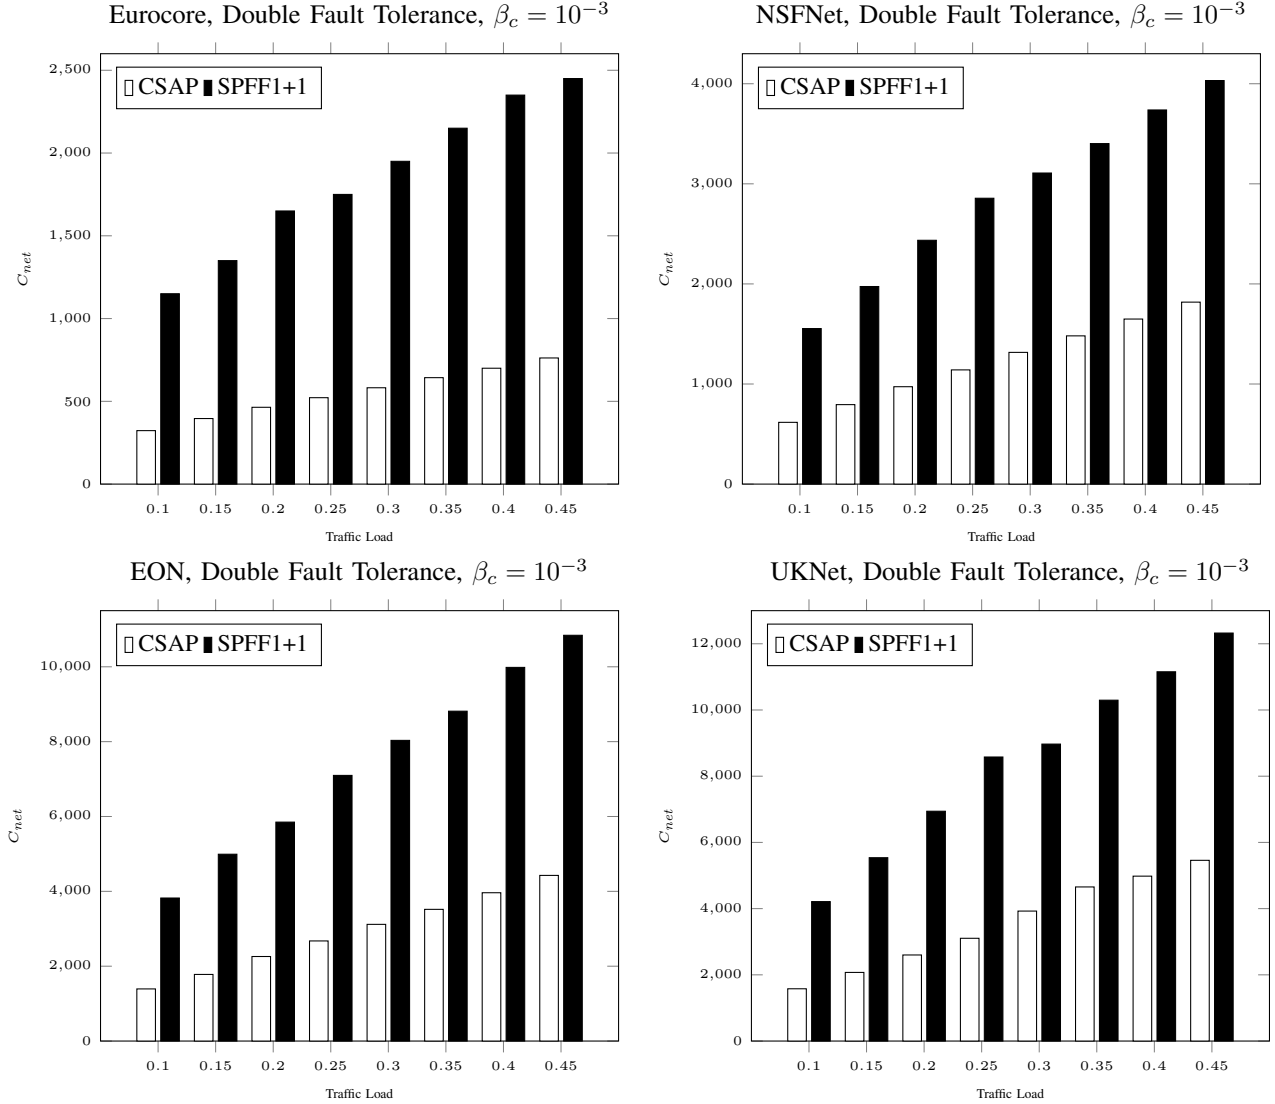 Eurocore, Double Fault Tolerance, β_c = 10^−3
CSAP SPFF1+1
2,500
2,000
1,500
1,000
500
0
C_net
0.1 0.15 0.2 0.25 0.3 0.35 0.4 0.45
Traffic Load
NSFNet, Double Fault Tolerance, β_c = 10^−3
CSAP SPFF1+1
4,000
3,000
2,000
1,000
0
C_net
0.1 0.15 0.2 0.25 0.3 0.35 0.4 0.45
Traffic Load
EON, Double Fault Tolerance, β_c = 10^−3
CSAP SPFF1+1
10,000
8,000
6,000
4,000
2,000
0
C_net
0.1 0.15 0.2 0.25 0.3 0.35 0.4 0.45
Traffic Load
UKNet, Double Fault Tolerance, β_c = 10^−3
CSAP SPFF1+1
12,000
10,000
8,000
6,000
4,000
2,000
0
C_net
0.1 0.15 0.2 0.25 0.3 0.35 0.4 0.45
Traffic Load